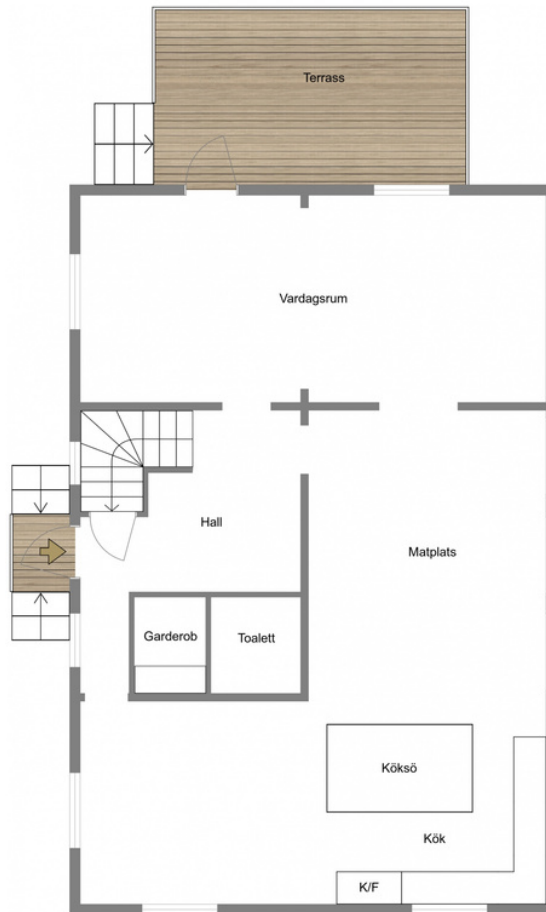 Terrass
Vardagsrum
Hall
Matplats
Garderob
Toalett
Köksö
Kök
K/F